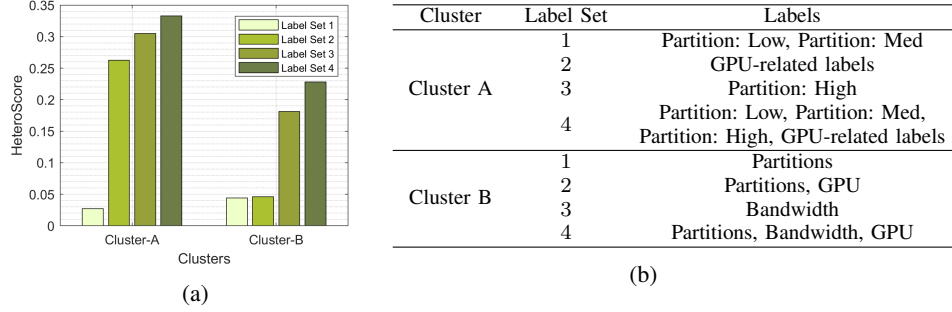 0.35
0.3
0.25
0.2
0.15
0.1
0.05
0
HeteroScore
Label Set 1
Label Set 2
Label Set 3
Label Set 4
Cluster-A Cluster-B
Clusters
(a)
Cluster Label Set Labels
Cluster A
1 Partition: Low, Partition: Med
2 GPU-related labels
3 Partition: High
4 Partition: Low, Partition: Med,
Partition: High, GPU-related labels
Cluster B
1 Partitions
2 Partitions, GPU
3 Bandwidth
4 Partitions, Bandwidth, GPU
(b)